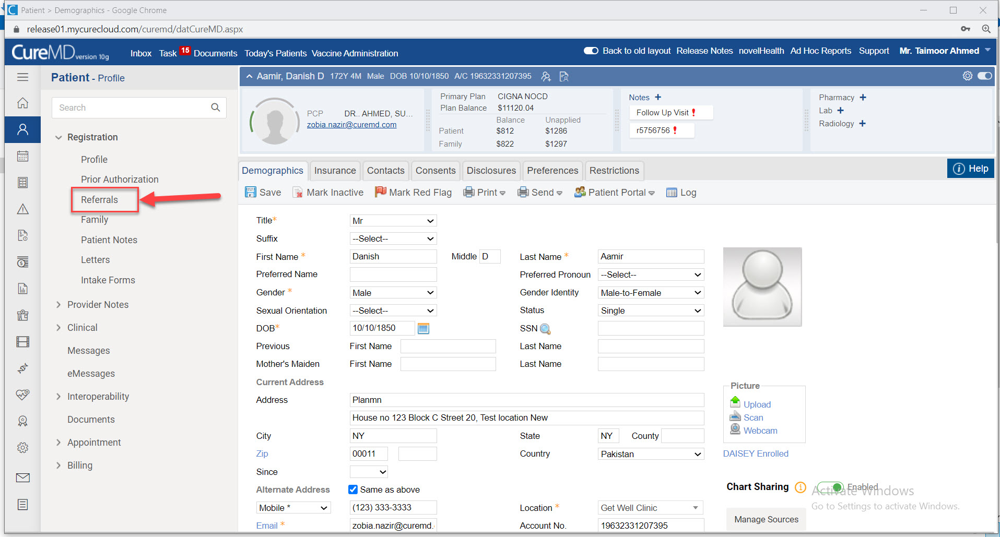 Patient > Demographics - Google Chrome
release01.mycurecloud.com/curemd/datCureMD.aspx
CureMD version 10g
Inbox Task 15 Documents Today's Patients Vaccine Administration
Back to old layout Release Notes novelHealth Ad Hoc Reports Support Mr. Taimoor Ahmed
Patient - Profile
Search
Registration
Profile
Prior Authorization
Referrals
Family
Patient Notes
Letters
Intake Forms
Provider Notes
Clinical
Messages
eMessages
Interoperability
Documents
Appointment
Billing
Aamir, Danish D 172Y 4M Male DOB 10/10/1850 A/C 19632331207395
PCP DR.. AHMED, SU...
zobia.nazir@curemd.com
Primary Plan CIGNA NOCD
Plan Balance $11120.04
Balance Unapplied
Patient $812 $1286
Family $822 $1297
Notes +
Follow Up Visit !
r5756756 !
Pharmacy +
Lab +
Radiology +
Demographics Insurance Contacts Consents Disclosures Preferences Restrictions
Help
Save Mark Inactive Mark Red Flag Print Send Patient Portal Log
Title* Mr
Suffix --Select--
First Name * Danish Middle D Last Name * Aamir
Preferred Name Preferred Pronoun --Select--
Gender * Male Gender Identity Male-to-Female
Sexual Orientation --Select-- Status Single
DOB* 10/10/1850 SSN
Previous First Name Last Name
Mother's Maiden First Name Last Name
Current Address
Address Planmn
House no 123 Block C Street 20, Test location New
City NY State NY County
Zip 00011 Country Pakistan
Since
Alternate Address Same as above
Mobile * (123) 333-3333 Location * Get Well Clinic
Email * zobia.nazir@curemd. Account No. 19632331207395
Picture
Upload
Scan
Webcam
DAISEY Enrolled
Chart Sharing Enabled
Manage Sources
Activate Windows
Go to Settings to activate Windows.